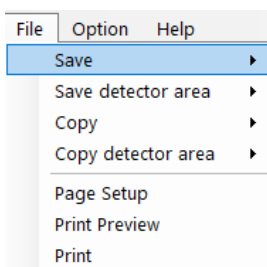 File Option Help
Save
Save detector area
Copy
Copy detector area
Page Setup
Print Preview
Print